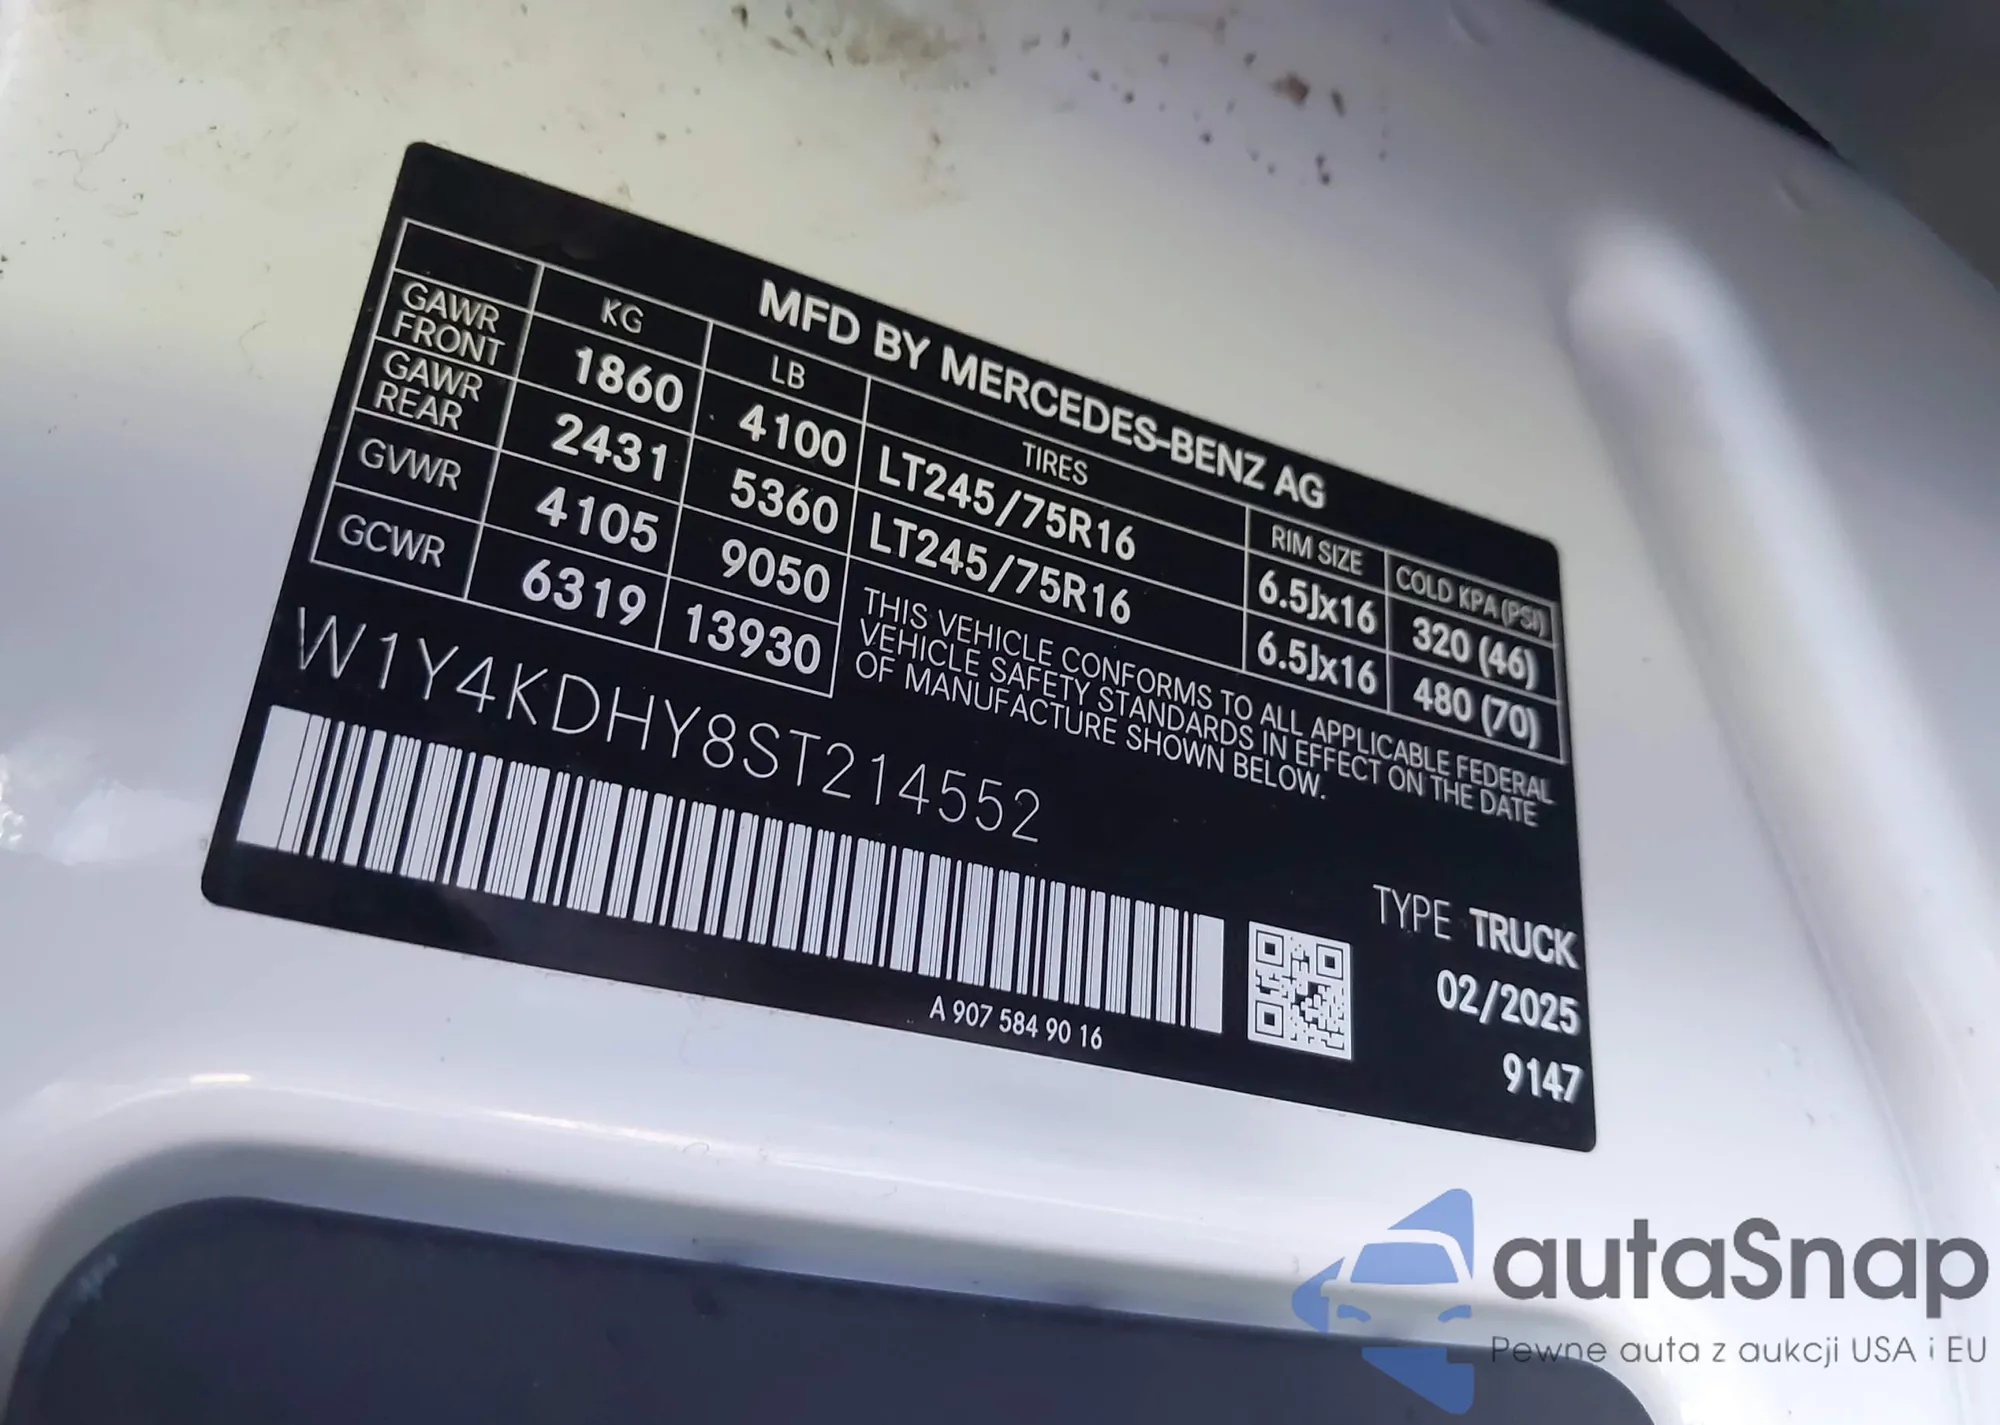 MFD BY MERCEDES-BENZ AG
KG LB TIRES RIM SIZE COLD KPA (PSI)
GAWR FRONT 1860 4100 LT245/75R16 6.5Jx16 320 (46)
GAWR REAR 2431 5360 LT245/75R16 6.5Jx16 480 (70)
GVWR 4105 9050
GCWR 6319 13930
THIS VEHICLE CONFORMS TO ALL APPLICABLE FEDERAL
VEHICLE SAFETY STANDARDS IN EFFECT ON THE DATE
OF MANUFACTURE SHOWN BELOW.
W1Y4KDHY8ST214552
TYPE TRUCK
02/2025
9147
A 907 584 90 16
autaSnap
Pewne auta z aukcji USA i EU